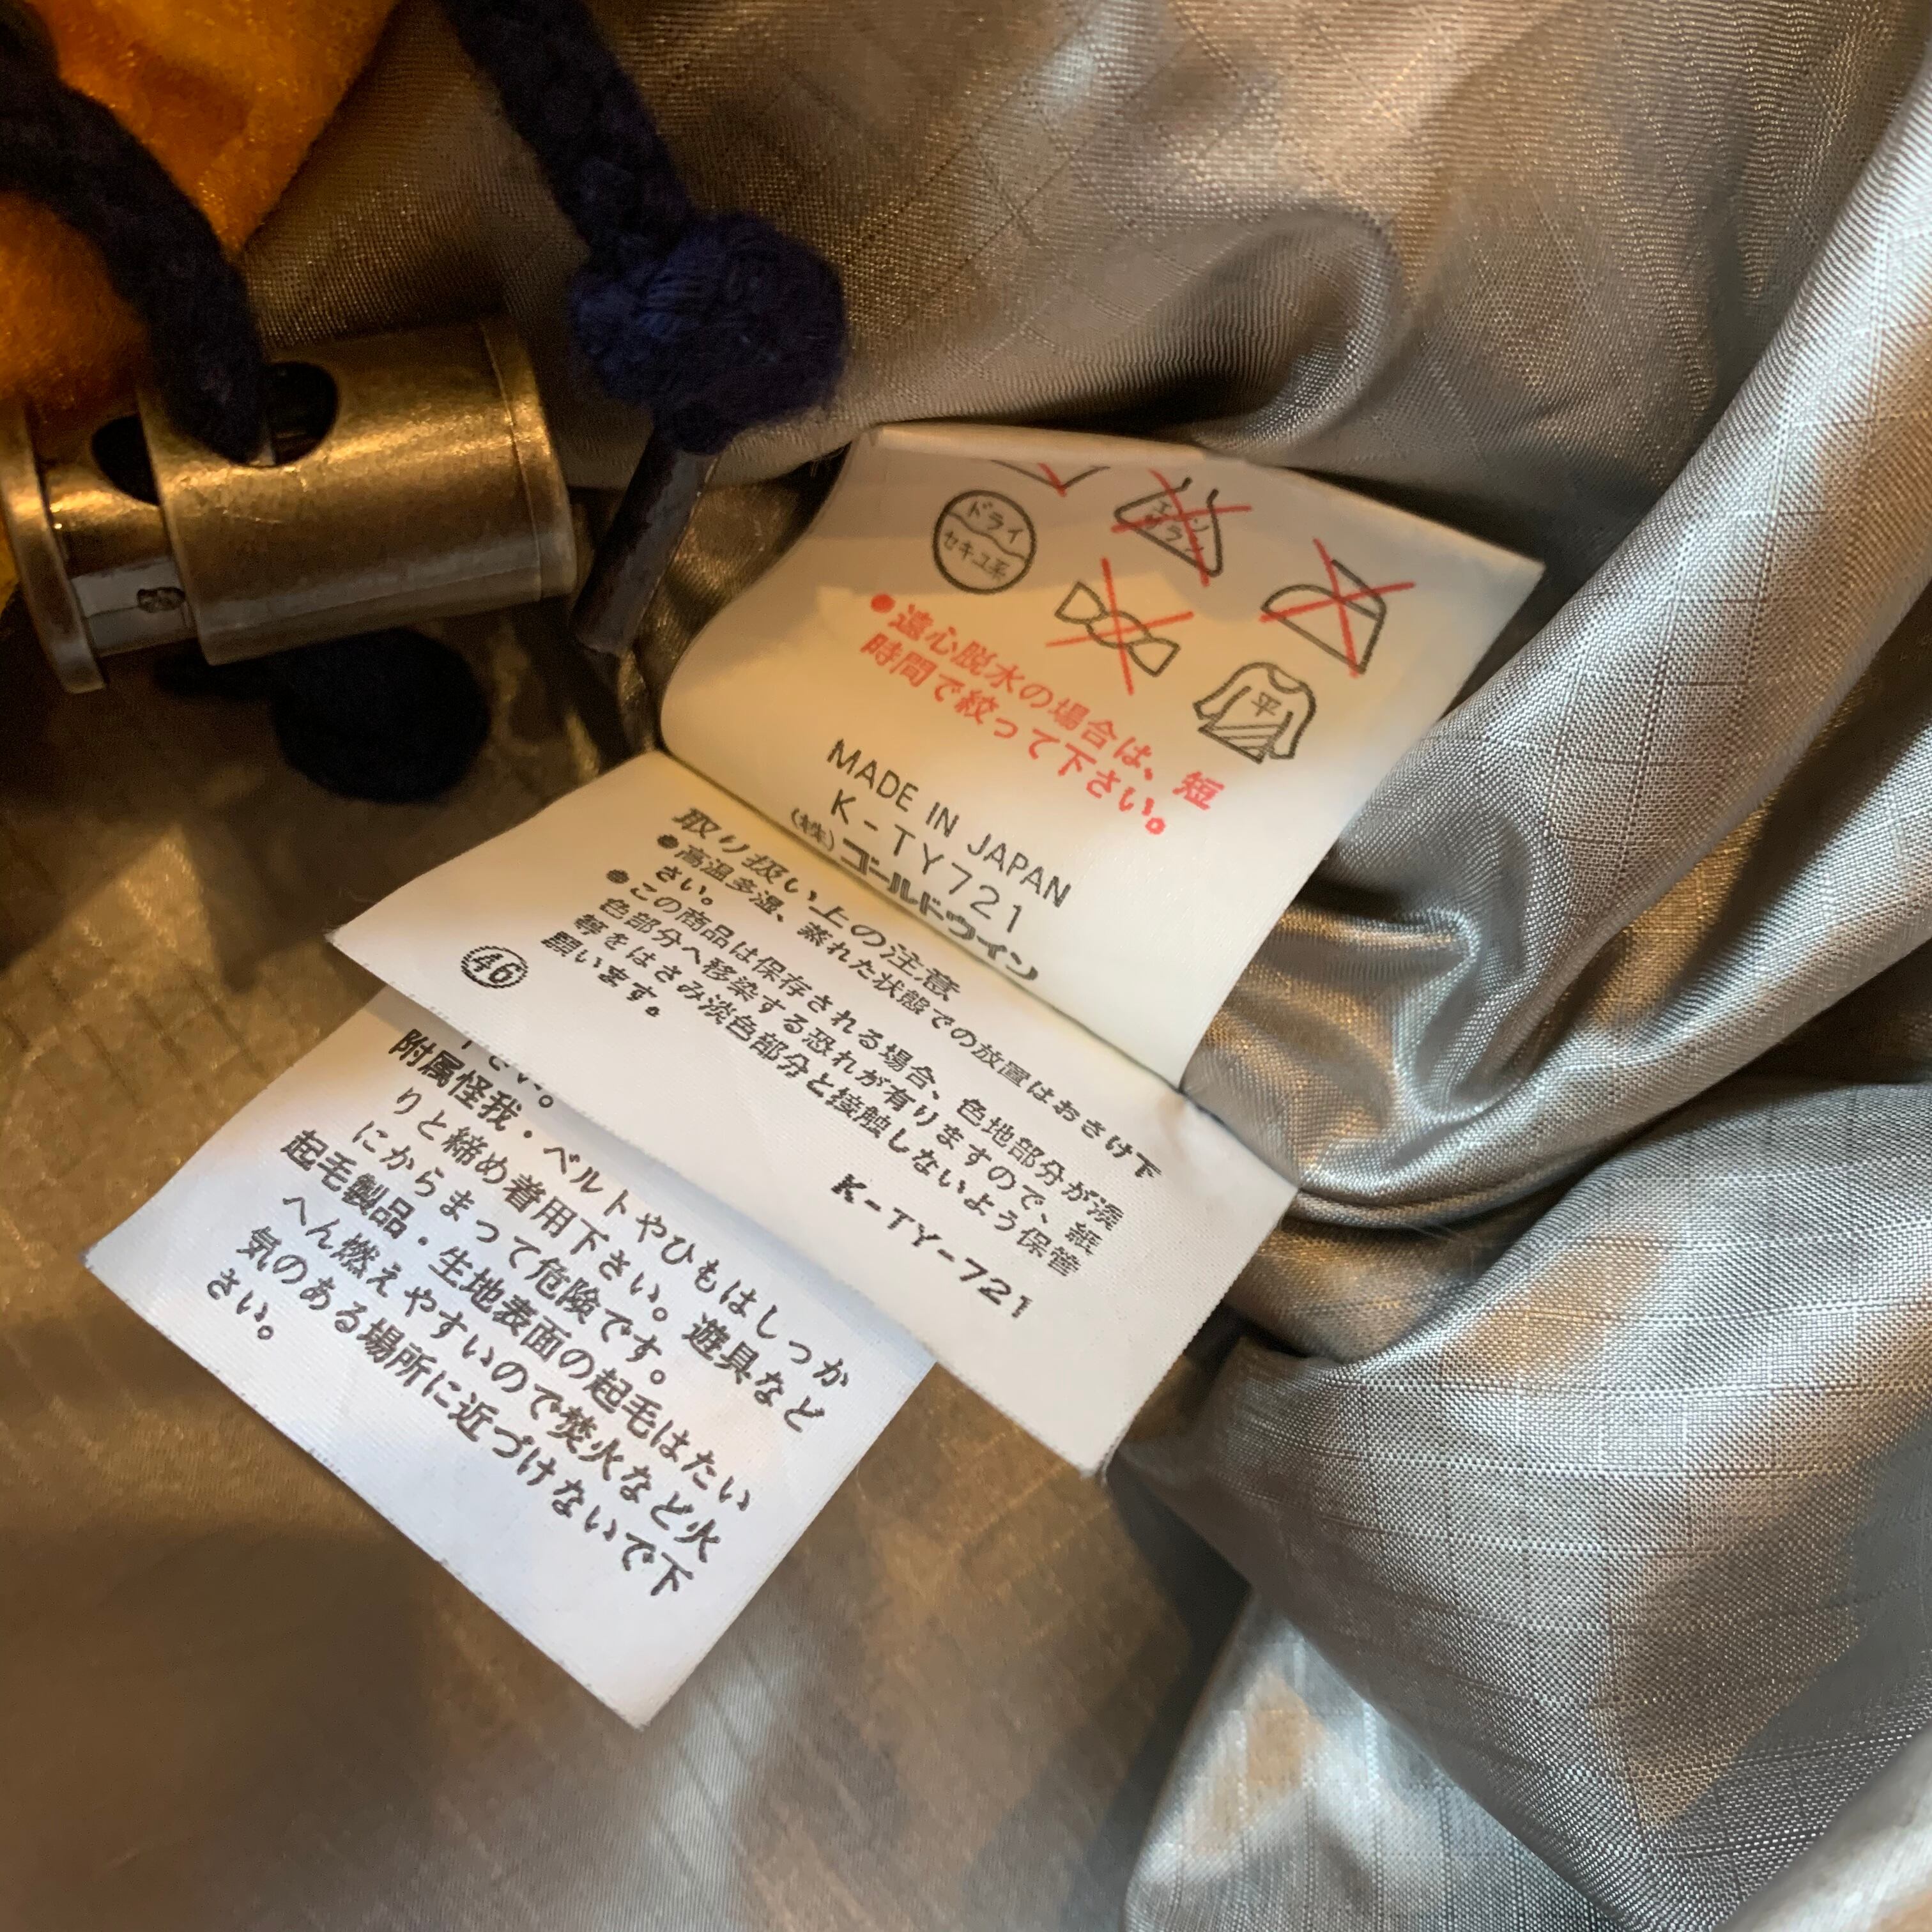 エンソ
サラシ
ドライ
セキユ系
平
●遠心脱水の場合は、短
時間で絞って下さい。
MADE IN JAPAN
K-TY721
(株)ゴールドウイン
取り扱い上の注意
●高温多湿、蒸れた状態での放置はおさけ下
さい。
●この商品は保存される場合、色地部分が淡
色部分へ移染する恐れが有りますので、紙
等をはさみ淡色部分と接触しないよう保管
願います。
46
K-TY-721
下さい。
附属怪我・ベルトやひもはしっか
りと締め着用下さい。遊具など
にからまって危険です。
起毛製品・生地表面の起毛はたい
へん燃えやすいので焚火など火
気のある場所に近づけないで下
さい。